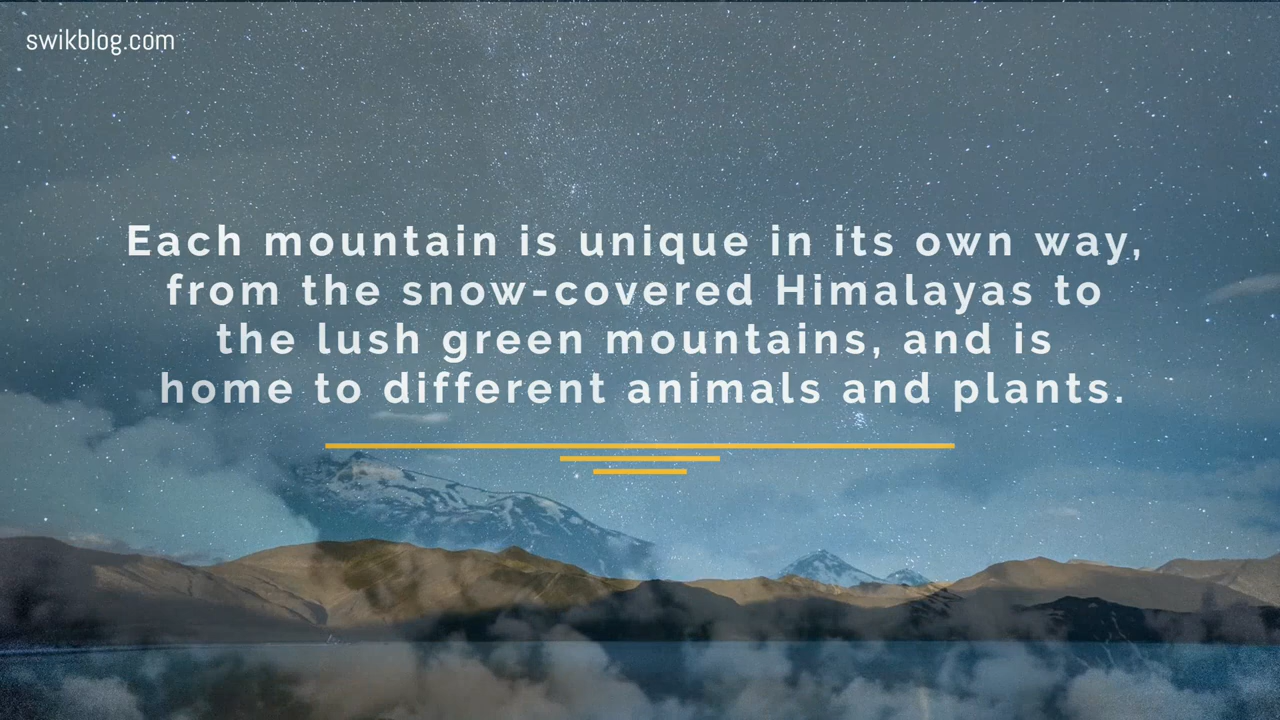 swikblog.com
Each mountain is unique in its own way,
from the snow-covered Himalayas to
the lush green mountains, and is
home to different animals and plants.